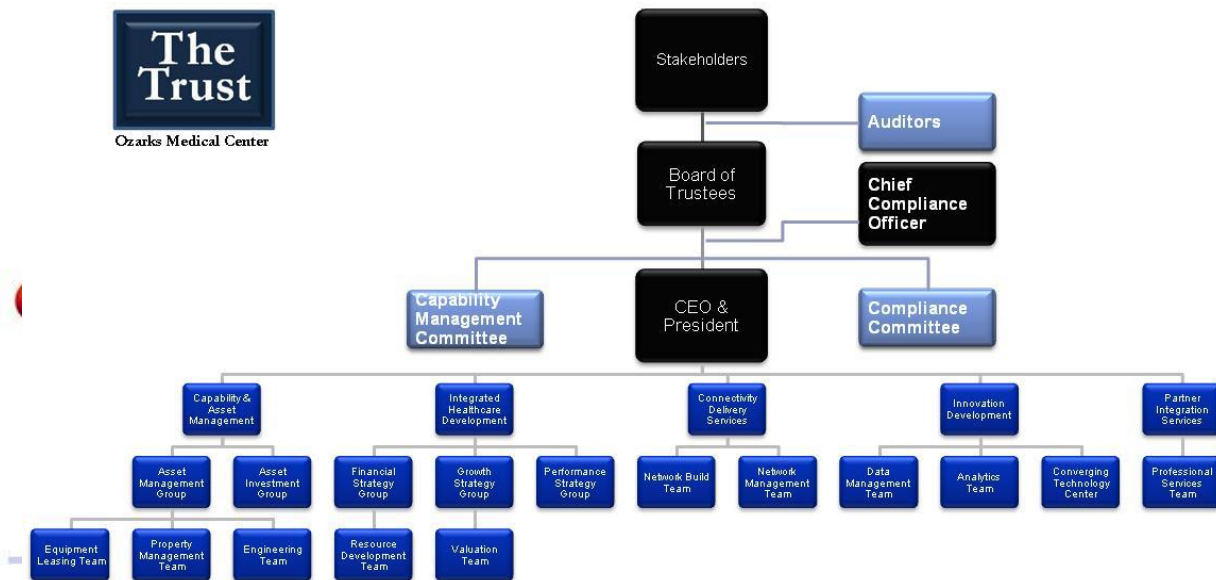 The
Trust
Ozarks Medical Center
Stakeholders
Auditors
Board of
Trustees
Chief
Compliance
Officer
Capability
Management
Committee
CEO &
President
Compliance
Committee
Capability &
Asset
Management
Integrated
Healthcare
Development
Connectivity
Delivery
Services
Innovation
Development
Partner
Integration
Services
Asset
Management
Group
Asset
Investment
Group
Financial
Strategy
Group
Growth
Strategy
Group
Performance
Strategy
Group
Network Build
Team
Network
Management
Team
Data
Management
Team
Analytics
Team
Converging
Technology
Center
Professional
Services
Team
Equipment
Leasing Team
Property
Management
Team
Engineering
Team
Resource
Development
Team
Valuation
Team